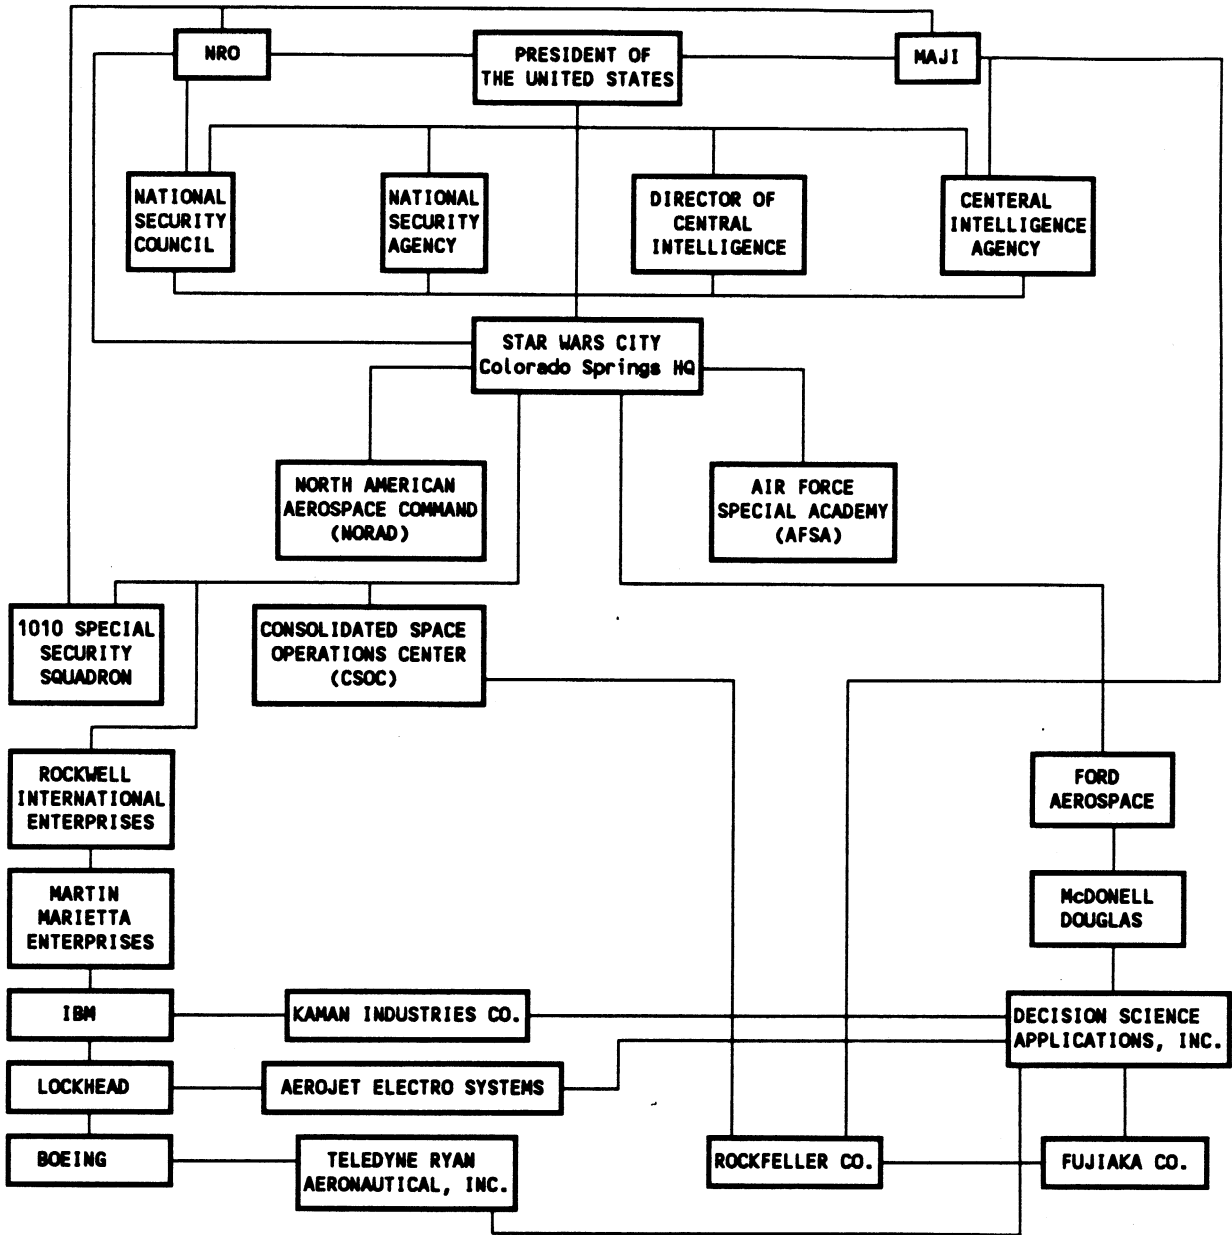 NRO
PRESIDENT OF
THE UNITED STATES
MAJI
NATIONAL
SECURITY
COUNCIL
NATIONAL
SECURITY
AGENCY
DIRECTOR OF
CENTRAL
INTELLIGENCE
CENTERAL
INTELLIGENCE
AGENCY
STAR WARS CITY
Colorado Springs HQ
NORTH AMERICAN
AEROSPACE COMMAND
(NORAD)
AIR FORCE
SPECIAL ACADEMY
(AFSA)
1010 SPECIAL
SECURITY
SQUADRON
CONSOLIDATED SPACE
OPERATIONS CENTER
(CSOC)
ROCKWELL
INTERNATIONAL
ENTERPRISES
FORD
AEROSPACE
MARTIN
MARIETTA
ENTERPRISES
McDONELL
DOUGLAS
IBM
KAMAN INDUSTRIES CO.
DECISION SCIENCE
APPLICATIONS, INC.
LOCKHEAD
AEROJET ELECTRO SYSTEMS
BOEING
TELEDYNE RYAN
AERONAUTICAL, INC.
ROCKFELLER CO.
FUJIAKA CO.